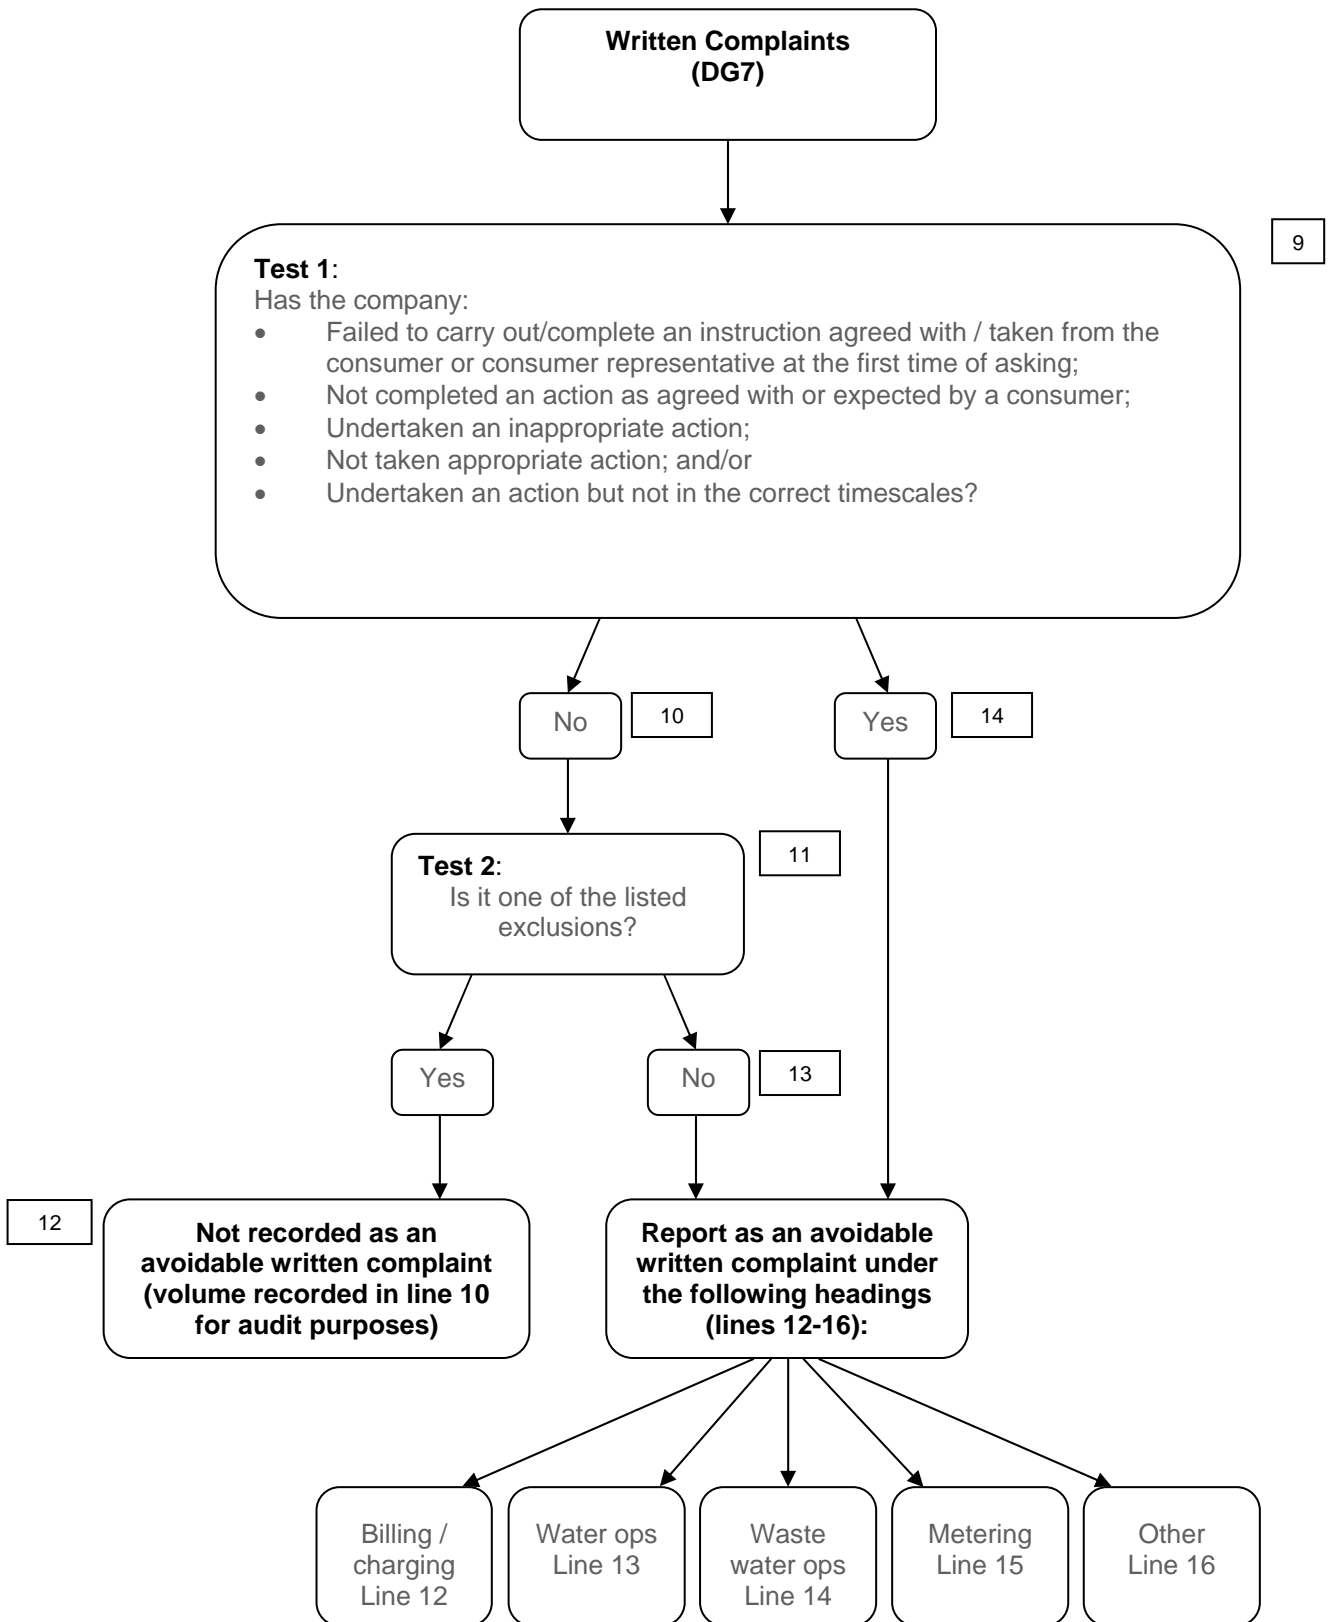 Written Complaints
(DG7)
9
Test 1:
Has the company:
• Failed to carry out/complete an instruction agreed with / taken from the
consumer or consumer representative at the first time of asking;
• Not completed an action as agreed with or expected by a consumer;
• Undertaken an inappropriate action;
• Not taken appropriate action; and/or
• Undertaken an action but not in the correct timescales?
No
10
Yes
14
Test 2:
Is it one of the listed
exclusions?
11
Yes
No
13
12
Not recorded as an
avoidable written complaint
(volume recorded in line 10
for audit purposes)
Report as an avoidable
written complaint under
the following headings
(lines 12-16):
Billing /
charging
Line 12
Water ops
Line 13
Waste
water ops
Line 14
Metering
Line 15
Other
Line 16